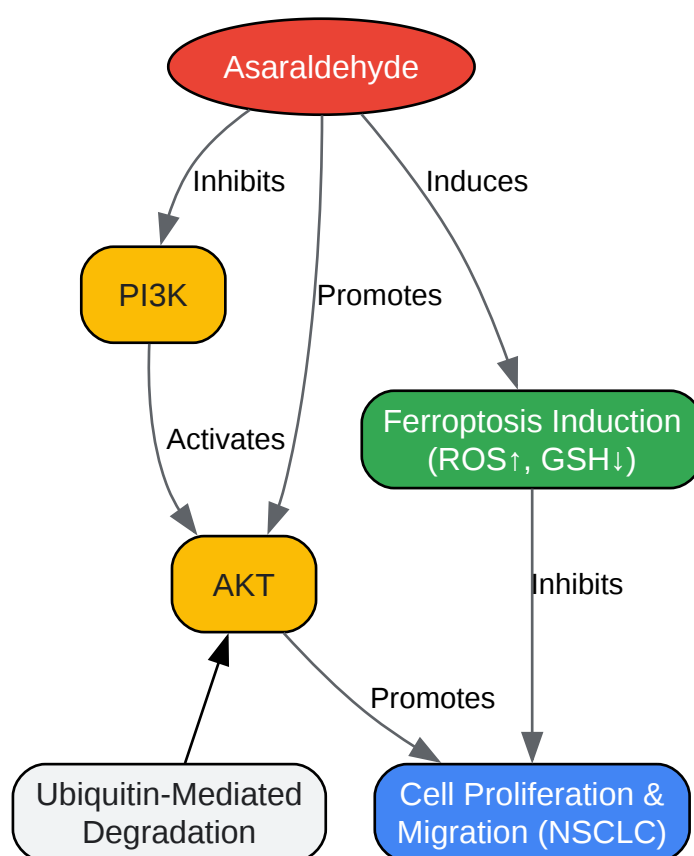 Asaraldehyde
Inhibits
Induces
PI3K
Promotes
Activates
Ferroptosis Induction
(ROS↑, GSH↓)
AKT
Inhibits
Promotes
Ubiquitin-Mediated
Degradation
Cell Proliferation &
Migration (NSCLC)